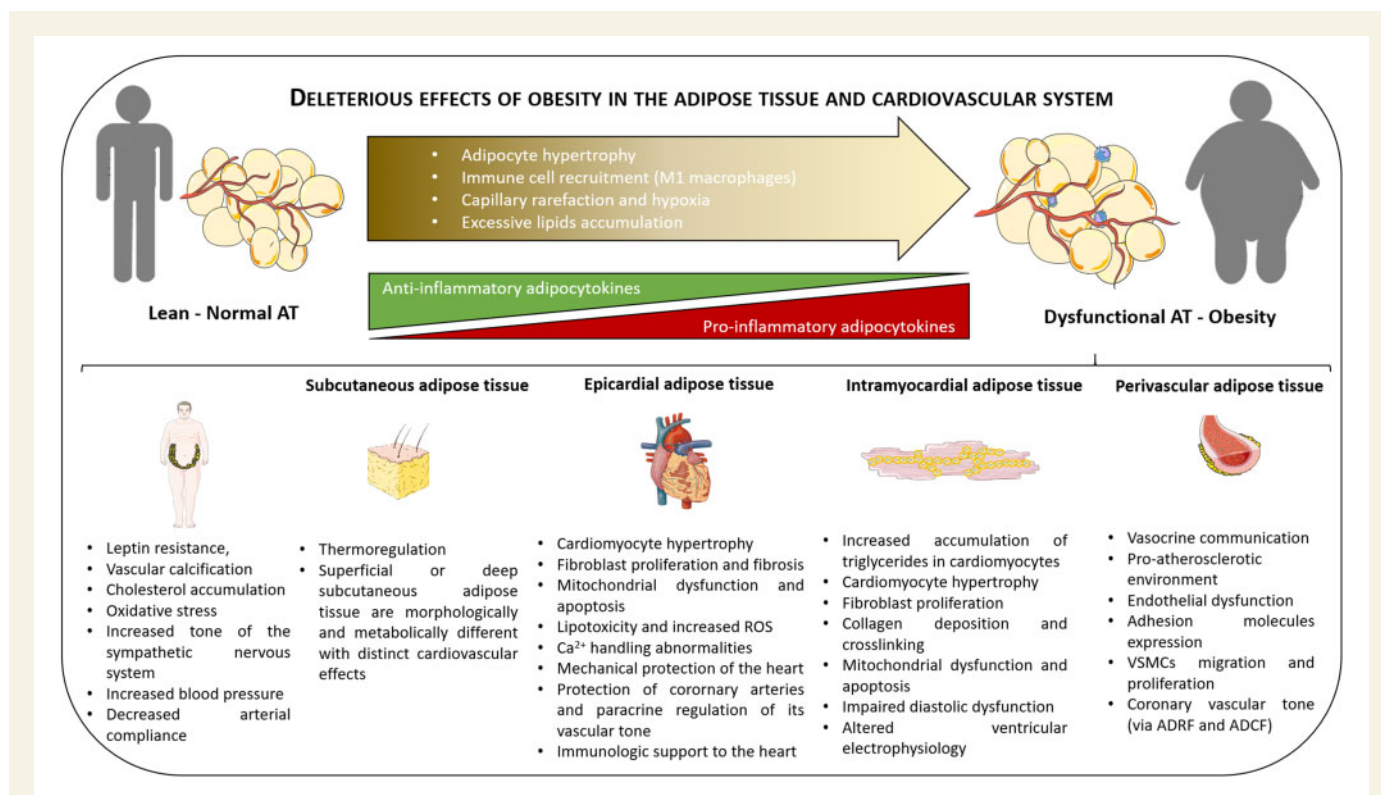 DELETERIOUS EFFECTS OF OBESITY IN THE ADIPOSE TISSUE AND CARDIOVASCULAR SYSTEM
• Adipocyte hypertrophy
• Immune cell recruitment (M1 macrophages)
• Capillary rarefaction and hypoxia
• Excessive lipids accumulation
Anti-inflammatory adipocytokines
Pro-inflammatory adipocytokines
Lean - Normal AT
Dysfunctional AT - Obesity
• Leptin resistance,
• Vascular calcification
• Cholesterol accumulation
• Oxidative stress
• Increased tone of the
sympathetic nervous
system
• Increased blood pressure
• Decreased arterial
compliance
Subcutaneous adipose tissue
• Thermoregulation
• Superficial or deep
subcutaneous adipose
tissue are morphologically
and metabolically different
with distinct cardiovascular
effects
Epicardial adipose tissue
• Cardiomyocyte hypertrophy
• Fibroblast proliferation and fibrosis
• Mitochondrial dysfunction and
apoptosis
• Lipotoxicity and increased ROS
• Ca²⁺ handling abnormalities
• Mechanical protection of the heart
• Protection of corornary arteries
and paracrine regulation of its
vascular tone
• Immunologic support to the heart
Intramyocardial adipose tissue
• Increased accumulation of
triglycerides in cardiomyocytes
• Cardiomyocyte hypertrophy
• Fibroblast proliferation
• Collagen deposition and
crosslinking
• Mitochondrial dysfunction and
apoptosis
• Impaired diastolic dysfunction
• Altered ventricular
electrophysiology
Perivascular adipose tissue
• Vasocrine communication
• Pro-atherosclerotic
environment
• Endothelial dysfunction
• Adhesion molecules
expression
• VSMCs migration and
proliferation
• Coronary vascular tone
(via ADRF and ADCF)